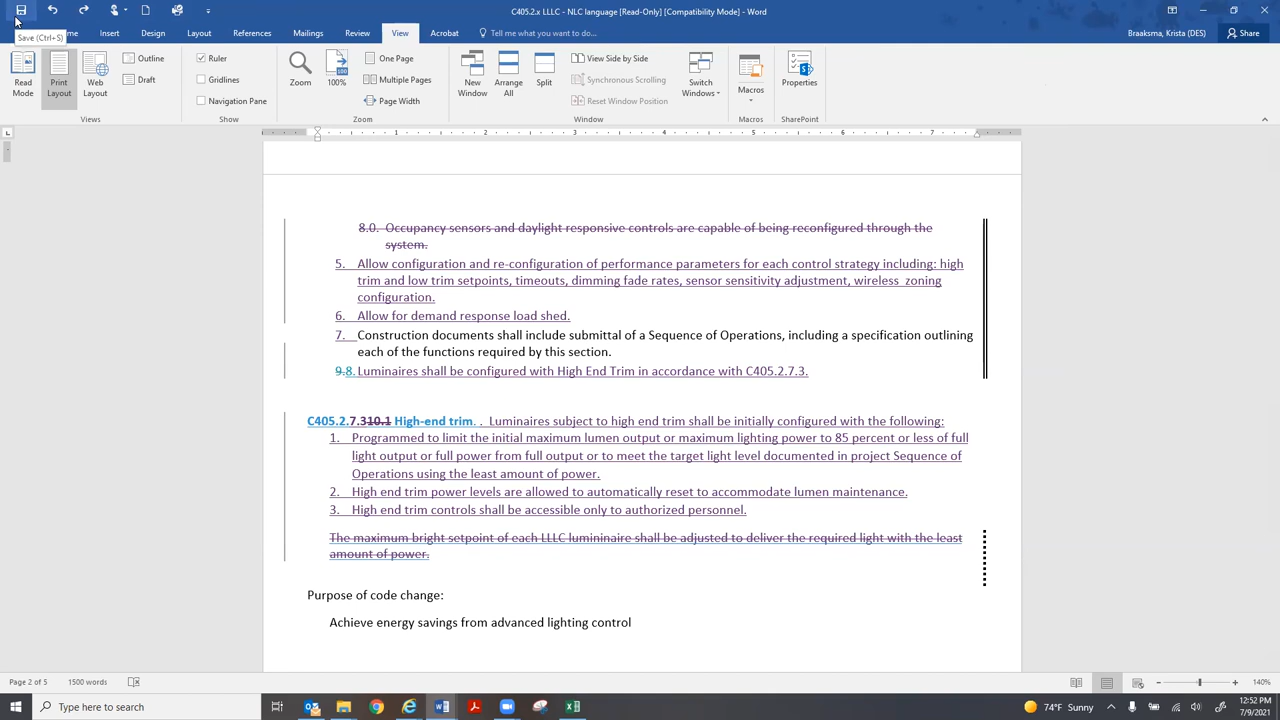 C405.2.x LLLC - NLC language [Read-Only] [Compatibility Mode] - Word
Braaksma, Krista (DES)
Share
Save (Ctrl+S)
me
Insert
Design
Layout
References
Mailings
Review
View
Acrobat
Tell me what you want to do
Read Mode
Print Layout
Web Layout
Outline
Draft
Views
Ruler
Gridlines
Navigation Pane
Show
Zoom
100%
One Page
Multiple Pages
Page Width
Zoom
New Window
Arrange All
Split
View Side by Side
Synchronous Scrolling
Reset Window Position
Window
Switch Windows
Macros
Macros
Properties
SharePoint
1 2 3 4 5 6 7
8.0. Occupancy sensors and daylight responsive controls are capable of being reconfigured through the
system.
5. Allow configuration and re-configuration of performance parameters for each control strategy including: high
trim and low trim setpoints, timeouts, dimming fade rates, sensor sensitivity adjustment, wireless  zoning
configuration.
6. Allow for demand response load shed.
7. Construction documents shall include submittal of a Sequence of Operations, including a specification outlining
each of the functions required by this section.
9.8. Luminaires shall be configured with High End Trim in accordance with C405.2.7.3.
C405.2.7.310.1 High-end trim. .  Luminaires subject to high end trim shall be initially configured with the following:
1. Programmed to limit the initial maximum lumen output or maximum lighting power to 85 percent or less of full
light output or full power from full output or to meet the target light level documented in project Sequence of
Operations using the least amount of power.
2. High end trim power levels are allowed to automatically reset to accommodate lumen maintenance.
3. High end trim controls shall be accessible only to authorized personnel.
The maximum bright setpoint of each LLLC lumininaire shall be adjusted to deliver the required light with the least
amount of power.
Purpose of code change:
Achieve energy savings from advanced lighting control
Page 2 of 5
1500 words
140%
Type here to search
74°F Sunny
12:52 PM
7/9/2021